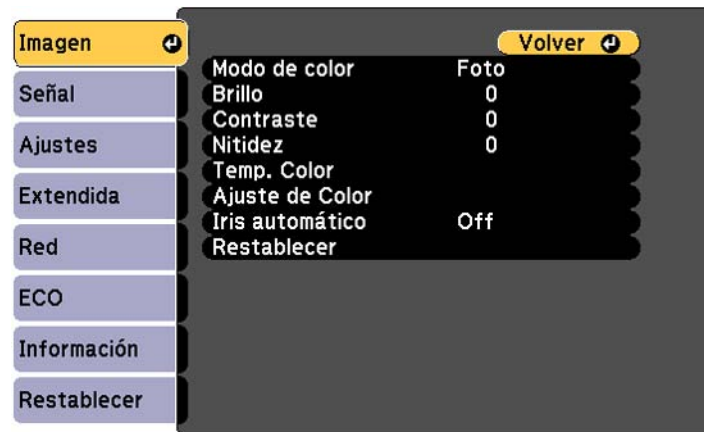 Imagen
Señal
Ajustes
Extendida
Red
ECO
Información
Restablecer
Volver
Modo de color Foto
Brillo 0
Contraste 0
Nitidez 0
Temp. Color
Ajuste de Color
Iris automático Off
Restablecer